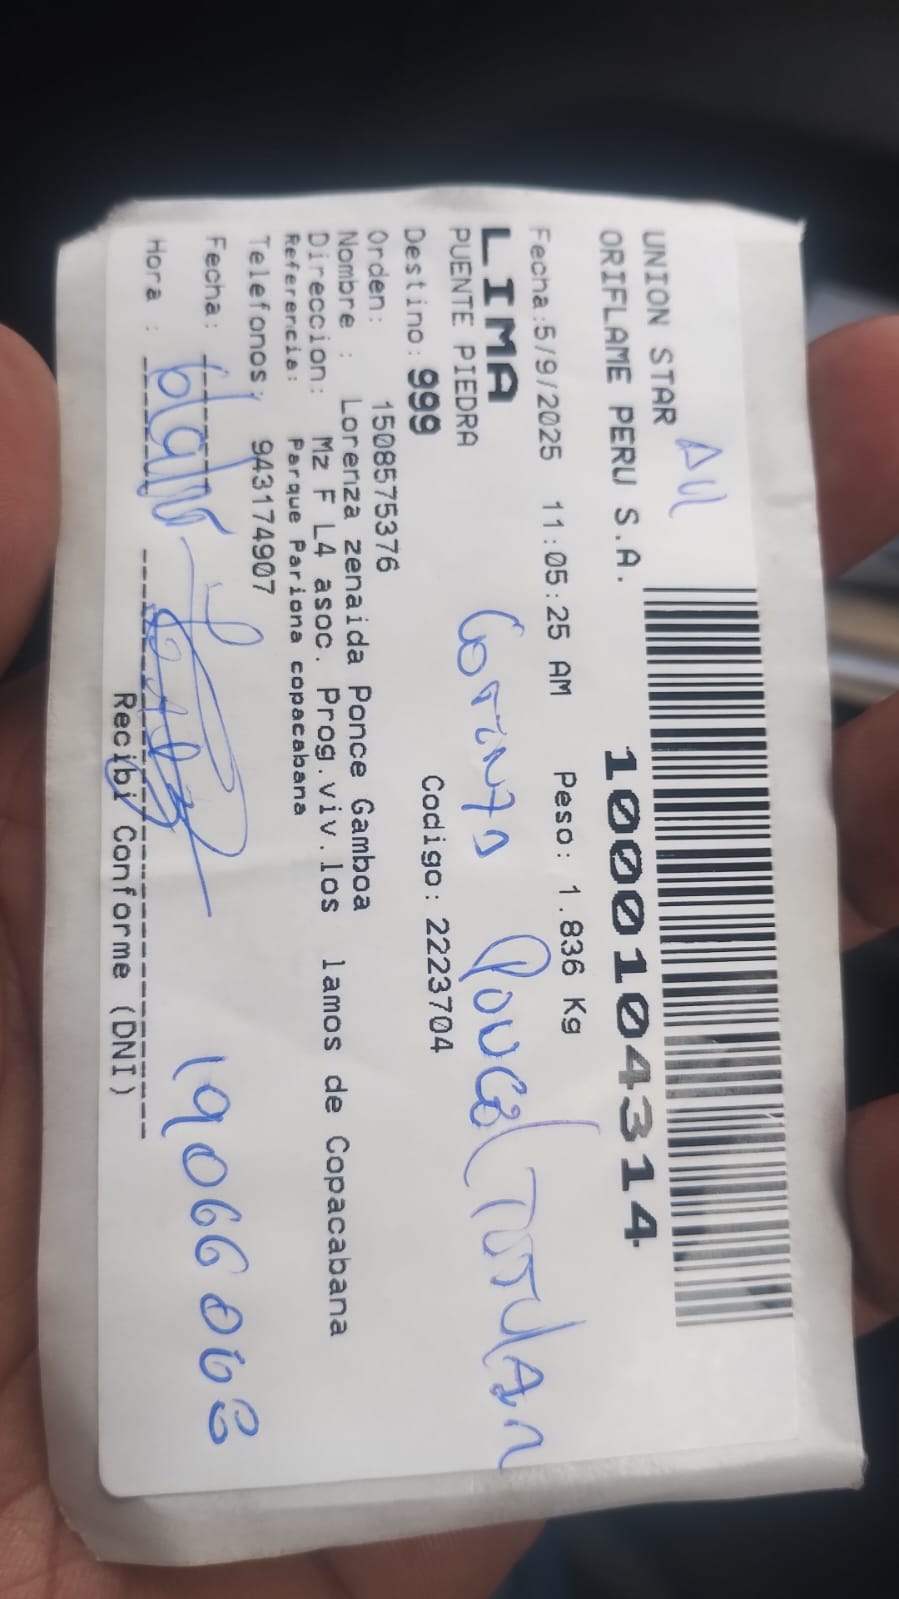 UNION STAR
ORIFLAME PERU S.A. 1000104314
Fecha:5/9/2025 11:05:25 AM Peso: 1.836 Kg
LIMA
PUENTE PIEDRA
Destino: 999 Codigo: 2223704
Orden: 1508575376
Nombre : Lorenza zenaida Ponce Gamboa
Direccion: Mz F L4 asoc. Prog.viv.los lamos de Copacabana
Referencia: Parque Pariona copacabana
Telefonos: 943174907
Fecha: 19066063
Hora :
Recibi Conforme (DNI)